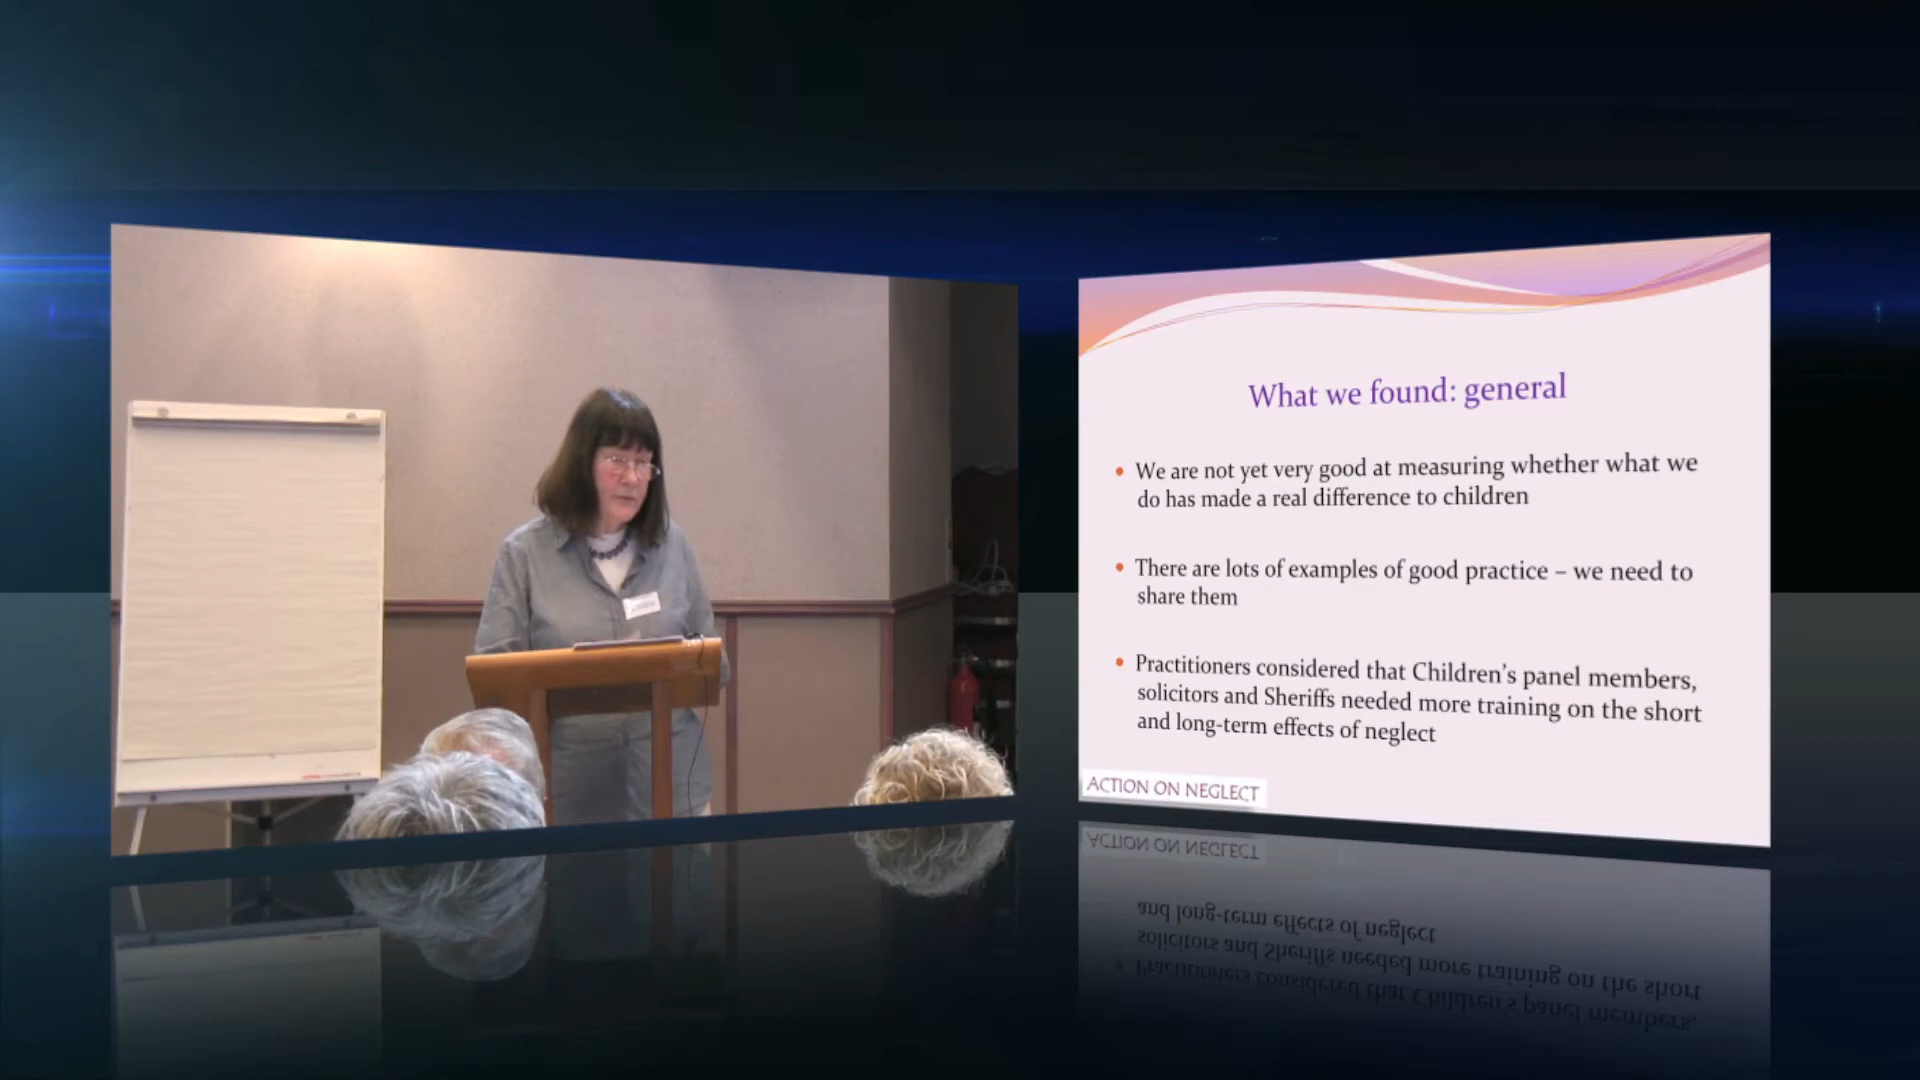 What we found: general
• We are not yet very good at measuring whether what we
do has made a real difference to children
• There are lots of examples of good practice – we need to
share them
• Practitioners considered that Children's panel members,
solicitors and Sheriffs needed more training on the short
and long-term effects of neglect
ACTION ON NEGLECT